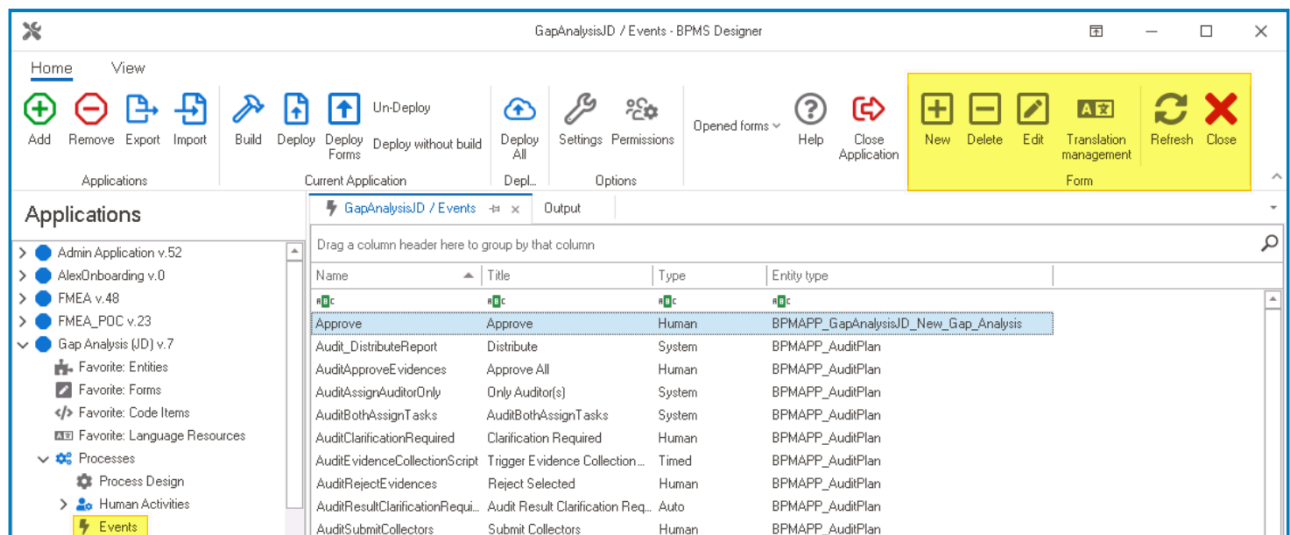 GapAnalysisJD / Events - BPMS Designer
Home View
Add Remove Export Import
Applications
Build Deploy Deploy Forms Un-Deploy Deploy without build
Current Application
Deploy All
Depl...
Settings Permissions
Options
Opened forms
Help Close Application
New Delete Edit Translation management Refresh Close
Form
Applications
GapAnalysisJD / Events Output
Admin Application v.52
AlexOnboarding v.0
FMEA v.48
FMEA_POC v.23
Gap Analysis (JD) v.7
Favorite: Entities
Favorite: Forms
Favorite: Code Items
Favorite: Language Resources
Processes
Process Design
Human Activities
Events
Drag a column header here to group by that column
Name Title Type Entity type
Approve Approve Human BPMAPP_GapAnalysisJD_New_Gap_Analysis
Audit_DistributeReport Distribute System BPMAPP_AuditPlan
AuditApproveEvidences Approve All Human BPMAPP_AuditPlan
AuditAssignAuditorOnly Only Auditor(s) System BPMAPP_AuditPlan
AuditBothAssignTasks AuditBothAssignTasks System BPMAPP_AuditPlan
AuditClarificationRequired Clarification Required Human BPMAPP_AuditPlan
AuditEvidenceCollectionScript Trigger Evidence Collection... Timed BPMAPP_AuditPlan
AuditRejectEvidences Reject Selected Human BPMAPP_AuditPlan
AuditResultClarificationRequi... Audit Result Clarification Req... Auto BPMAPP_AuditPlan
AuditSubmitCollectors Submit Collectors Human BPMAPP_AuditPlan